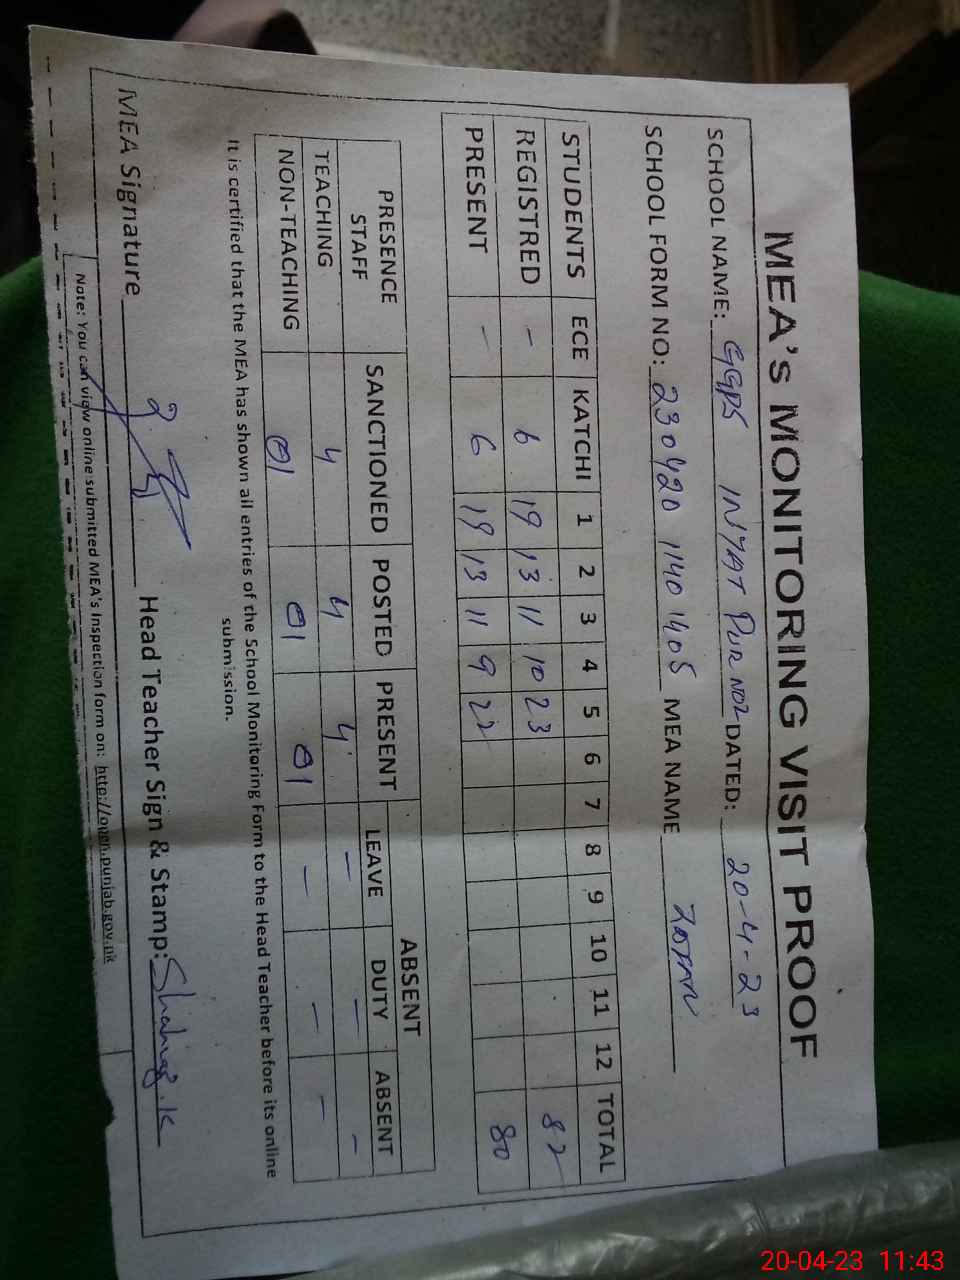 MEA's MONITORING VISIT PROOF
SCHOOL NAME: GGPS INYAT PUR NO2 DATED: 20-4-23
SCHOOL FORM NO: 230420 1140 1405 MEA NAME
STUDENTS ECE KATCHI 1 2 3 4 5 6 7 8 9 10 11 12 TOTAL
REGISTRED - 6 19 13 11 10 23 82
PRESENT - 6 19 13 11 9 22 80
PRESENCE STAFF SANCTIONED POSTED PRESENT ABSENT
LEAVE DUTY ABSENT
TEACHING 4 4 4 - - -
NON-TEACHING 01 01 01 - - -
It is certified that the MEA has shown all entries of the School Monitoring Form to the Head Teacher before its online
submission.
MEA Signature Head Teacher Sign & Stamp:
Note: You can view online submitted MEA's Inspection form on: http://open.punjab.gov.pk
20-04-23 11:43